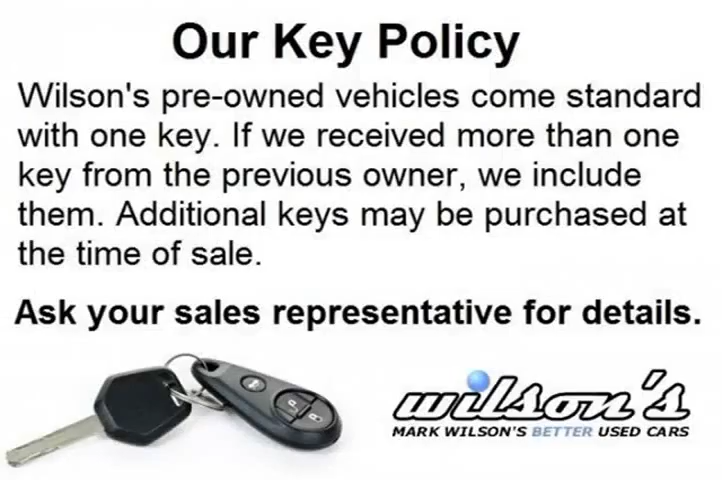 Our Key Policy
Wilson's pre-owned vehicles come standard
with one key. If we received more than one
key from the previous owner, we include
them. Additional keys may be purchased at
the time of sale.
Ask your sales representative for details.
wilson's
MARK WILSON'S BETTER USED CARS